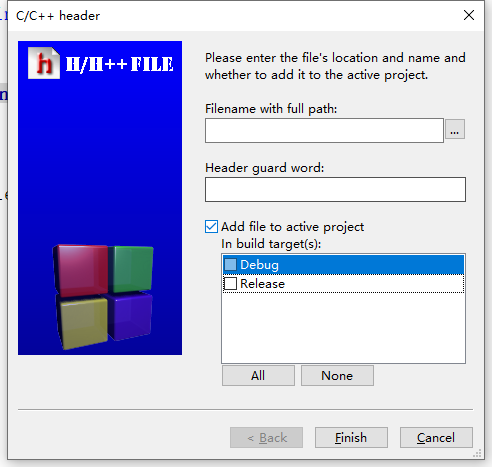 C/C++ header
H/H++ FILE
Please enter the file's location and name and
whether to add it to the active project.
Filename with full path:
...
Header guard word:
Add file to active project
In build target(s):
Debug
Release
All
None
< Back
Finish
Cancel